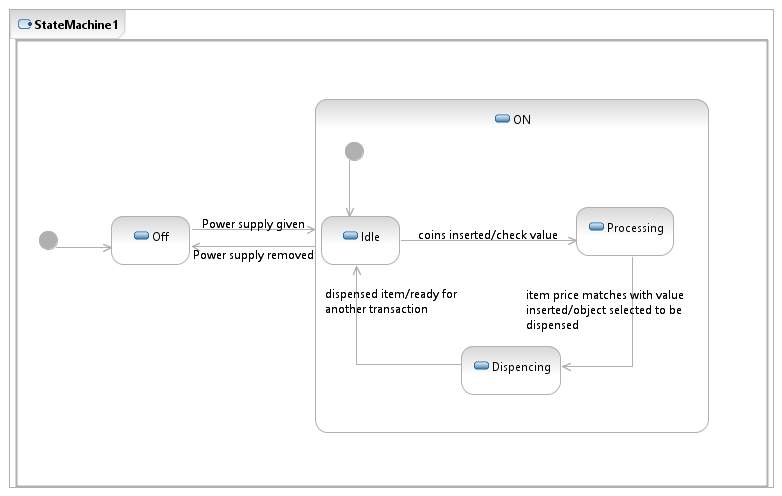 StateMachine1
ON
Power supply given
Off
Idle
Processing
coins inserted/check value
Power supply removed
dispensed item/ready for
another transaction
item price matches with value
inserted/object selected to be
dispensed
Dispencing